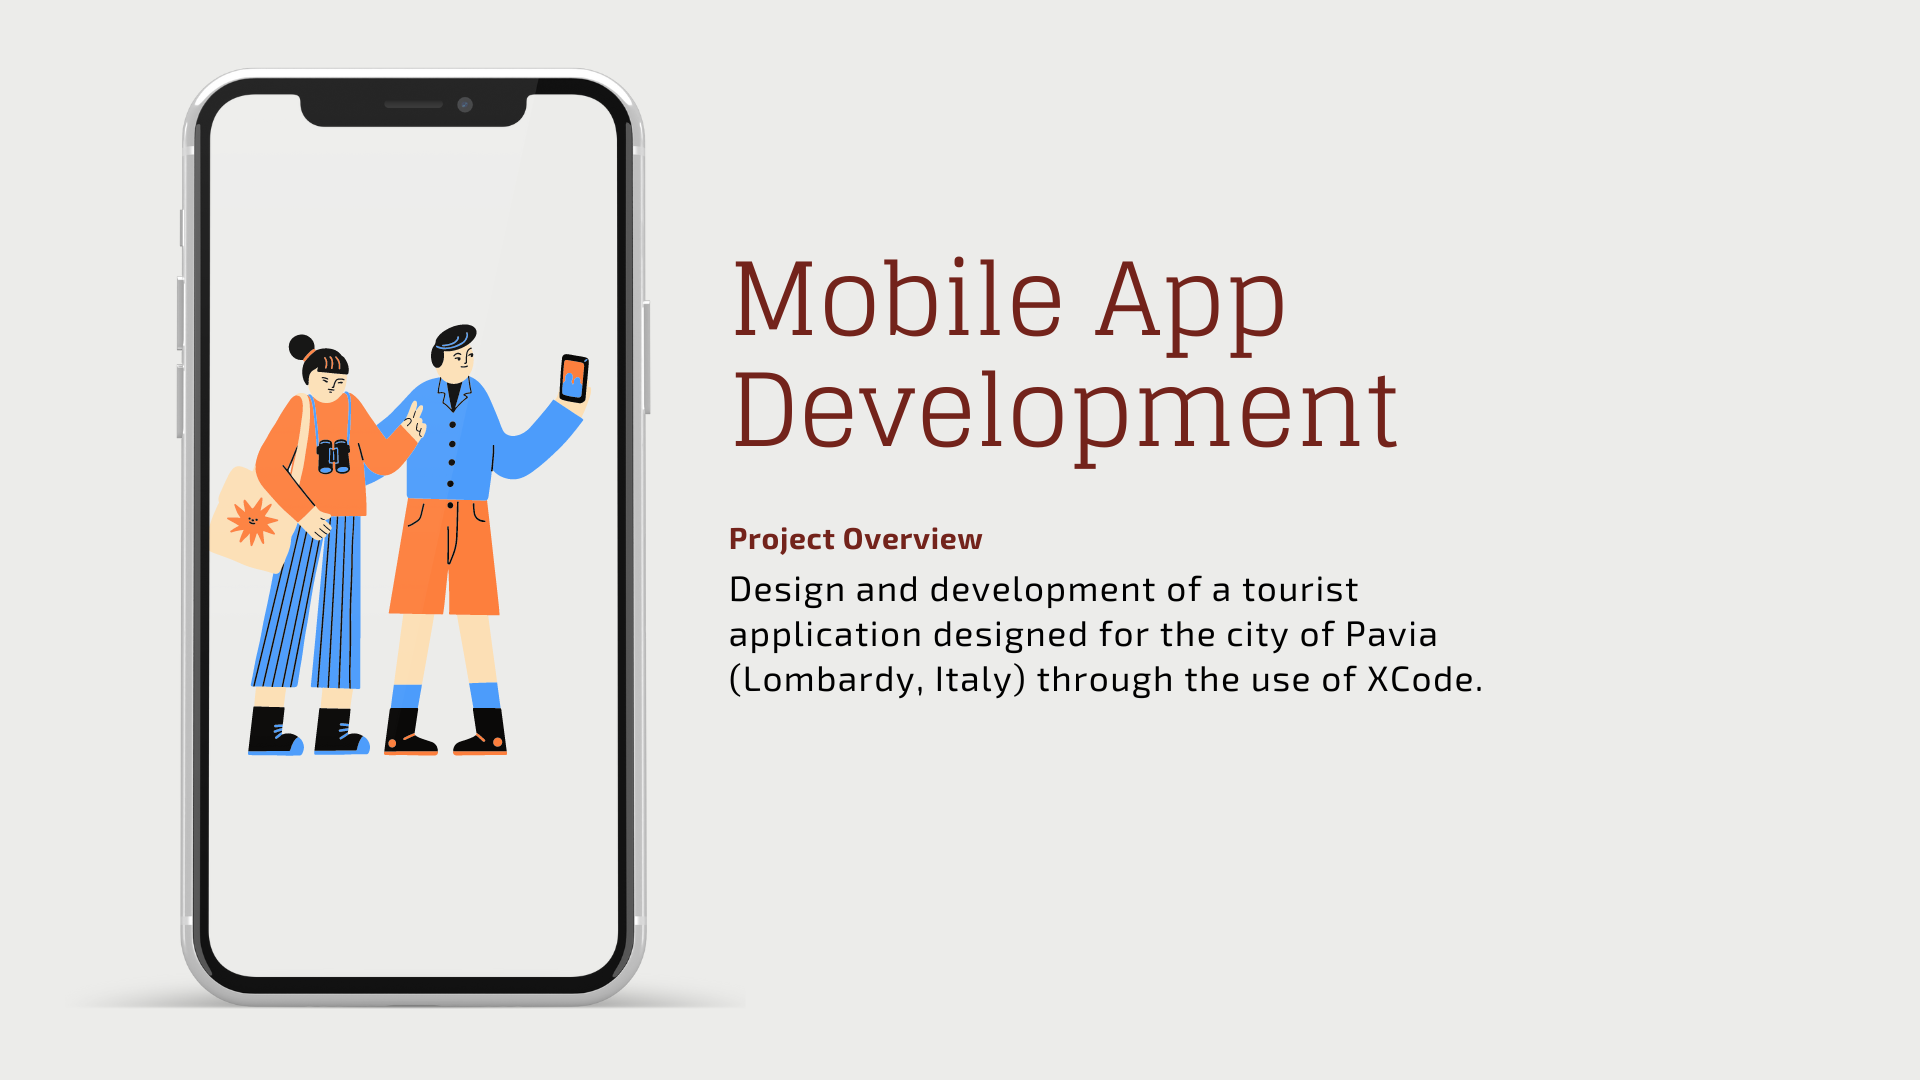 Mobile App
Development
Project Overview
Design and development of a tourist
application designed for the city of Pavia
(Lombardy, Italy) through the use of XCode.